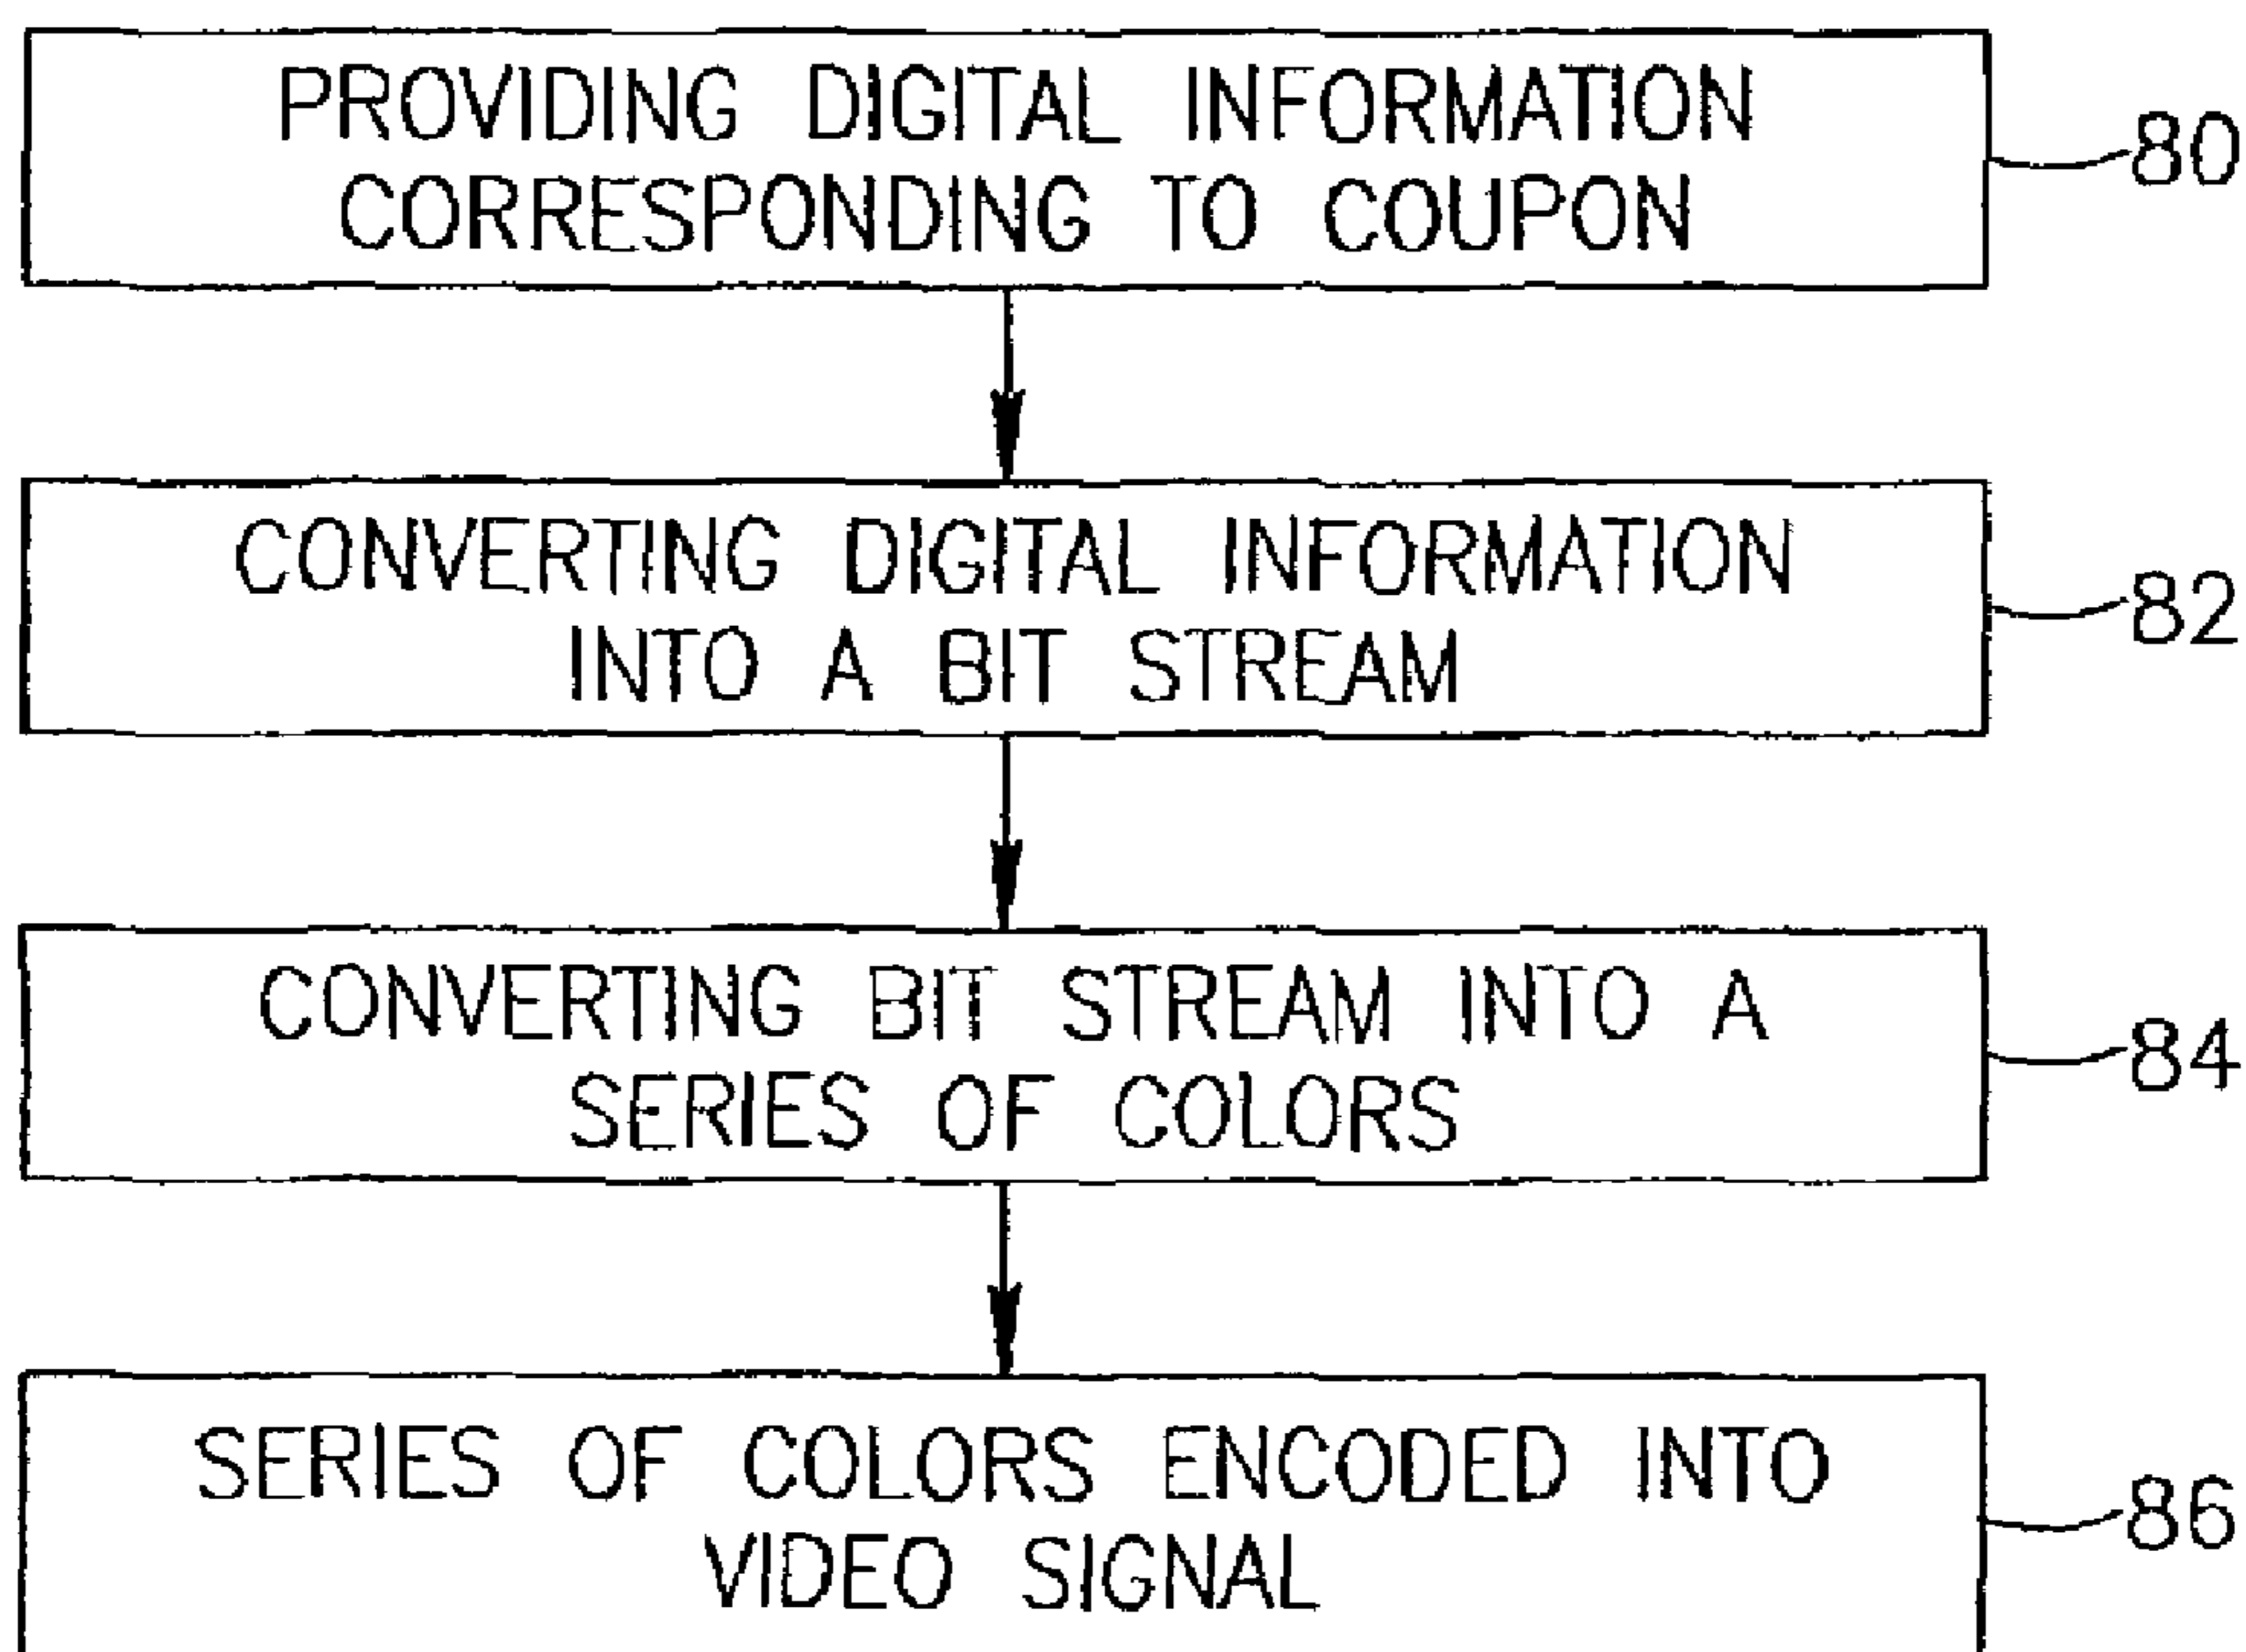 PROVIDING DIGITAL INFORMATION
CORRESPONDING TO COUPON
80
CONVERTING DIGITAL INFORMATION
INTO A BIT STREAM
82
CONVERTING BIT STREAM INTO A
SERIES OF COLORS
84
SERIES OF COLORS ENCODED INTO
VIDEO SIGNAL
86